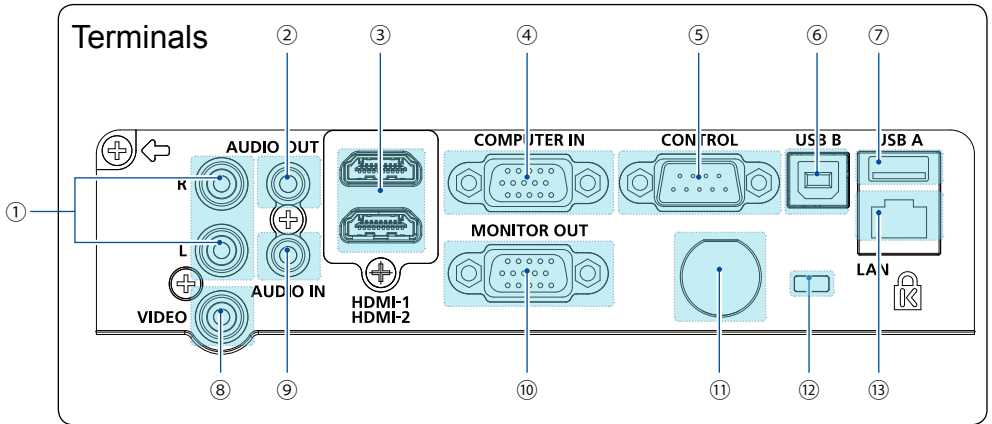 Terminals
② ③ ④ ⑤ ⑥ ⑦
AUDIO OUT COMPUTER IN CONTROL USB B USB A
R
①
L MONITOR OUT
LAN
AUDIO IN
HDMI-1
VIDEO HDMI-2
K
⑧ ⑨ ⑩ ⑪ ⑫ ⑬